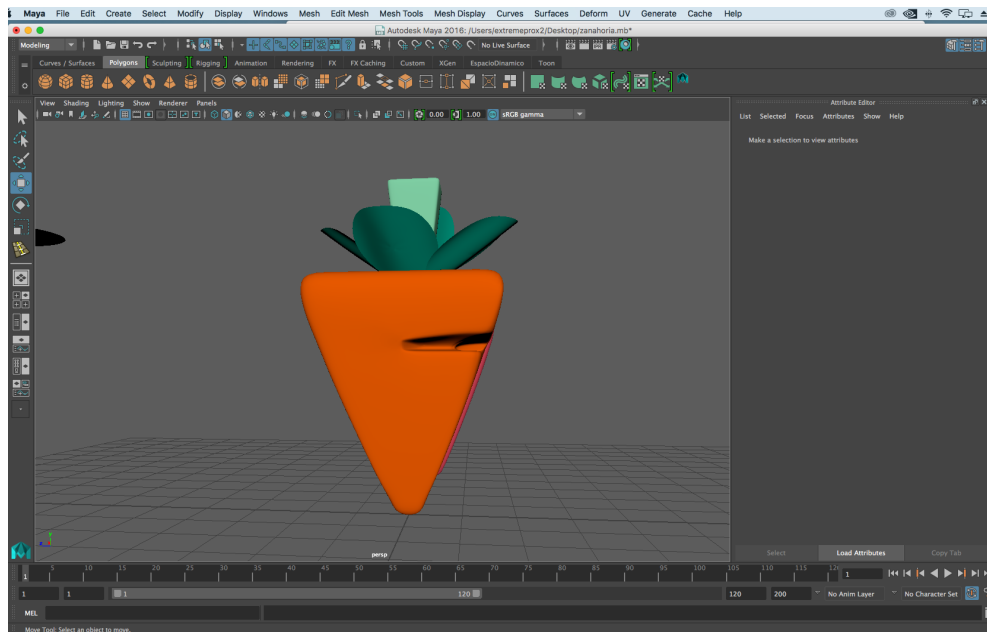 Maya File Edit Create Select Modify Display Windows Mesh Edit Mesh Mesh Tools Mesh Display Curves Surfaces Deform UV Generate Cache Help
Autodesk Maya 2016: /Users/extremeprox2/Desktop/zanahoria.mb*
Modeling No Live Surface
Curves / Surfaces Polygons Sculpting Rigging Animation Rendering FX FX Caching Custom XGen EspacioDinamico Toon
View Shading Lighting Show Renderer Panels
0.00 1.00 sRGB gamma
Attribute Editor
List Selected Focus Attributes Show Help
Make a selection to view attributes
persp
Select Load Attributes Copy Tab
1 5 10 15 20 25 30 35 40 45 50 55 60 65 70 75 80 85 90 95 100 105 110 115 12 1
1 1 1 120 120 200 No Anim Layer No Character Set
MEL
Move Tool: Select an object to move.